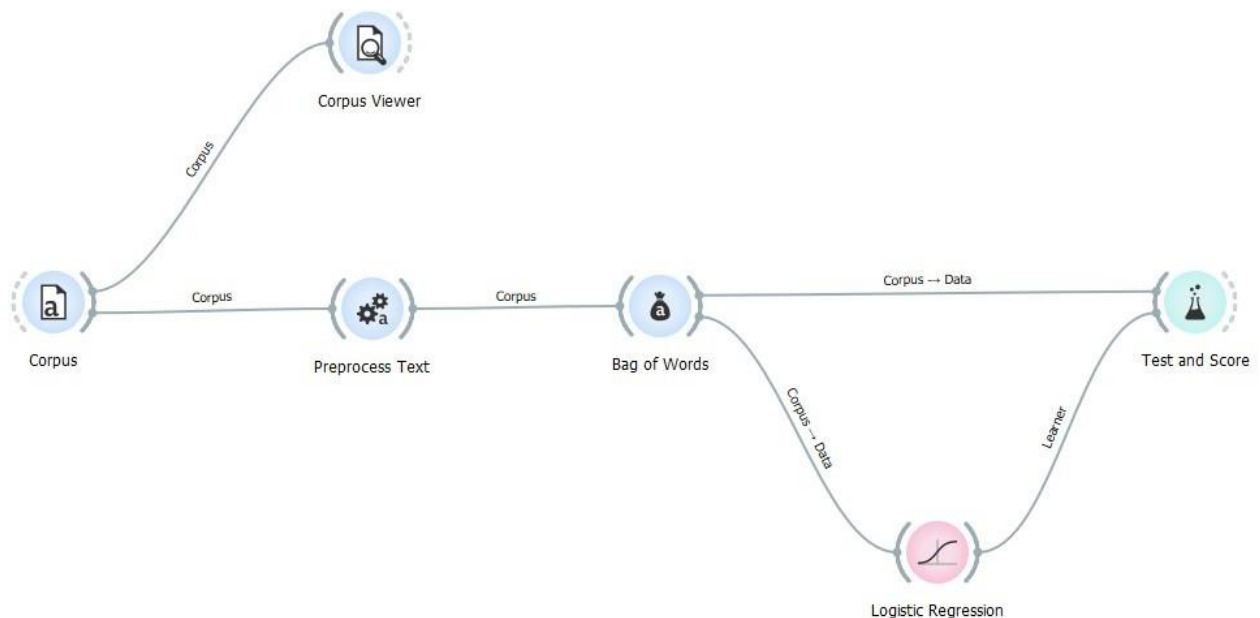 Corpus Viewer
Corpus
Corpus
Corpus
Corpus → Data
a
a
a
Corpus
Preprocess Text
Bag of Words
Test and Score
Corpus → Data
Learner
Logistic Regression